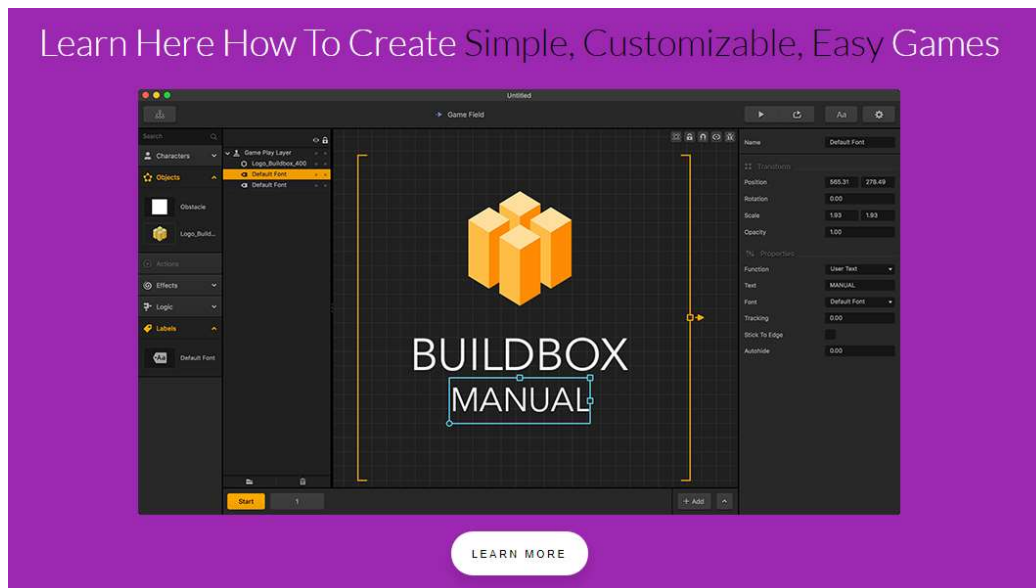 Learn Here How To Create Simple, Customizable, Easy Games
Untitled
Game Field
Aa
Search
Characters
Objects
Obstacle
Logo_Build...
Actions
Effects
Logic
Labels
Aa
Default Font
Game Play Layer
Logo_Buildbox_400
Default Font
Default Font
BUILDBOX
MANUAL
Name Default Font
Transition
Position 565.31 278.49
Rotation 0.00
Scale 1.93 1.93
Opacity 1.00
Properties
Function User Text
Text MANUAL
Font Default Font
Tracking 0.00
Stick To Edge
Autohide 0.00
Start 1
+ Add
LEARN MORE